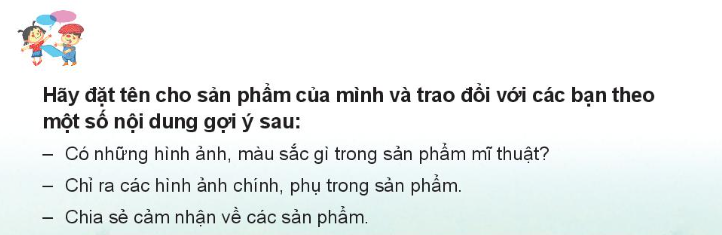 Hãy đặt tên cho sản phẩm của mình và trao đổi với các bạn theo
một số nội dung gợi ý sau:
– Có những hình ảnh, màu sắc gì trong sản phẩm mĩ thuật?
– Chỉ ra các hình ảnh chính, phụ trong sản phẩm.
– Chia sẻ cảm nhận về các sản phẩm.